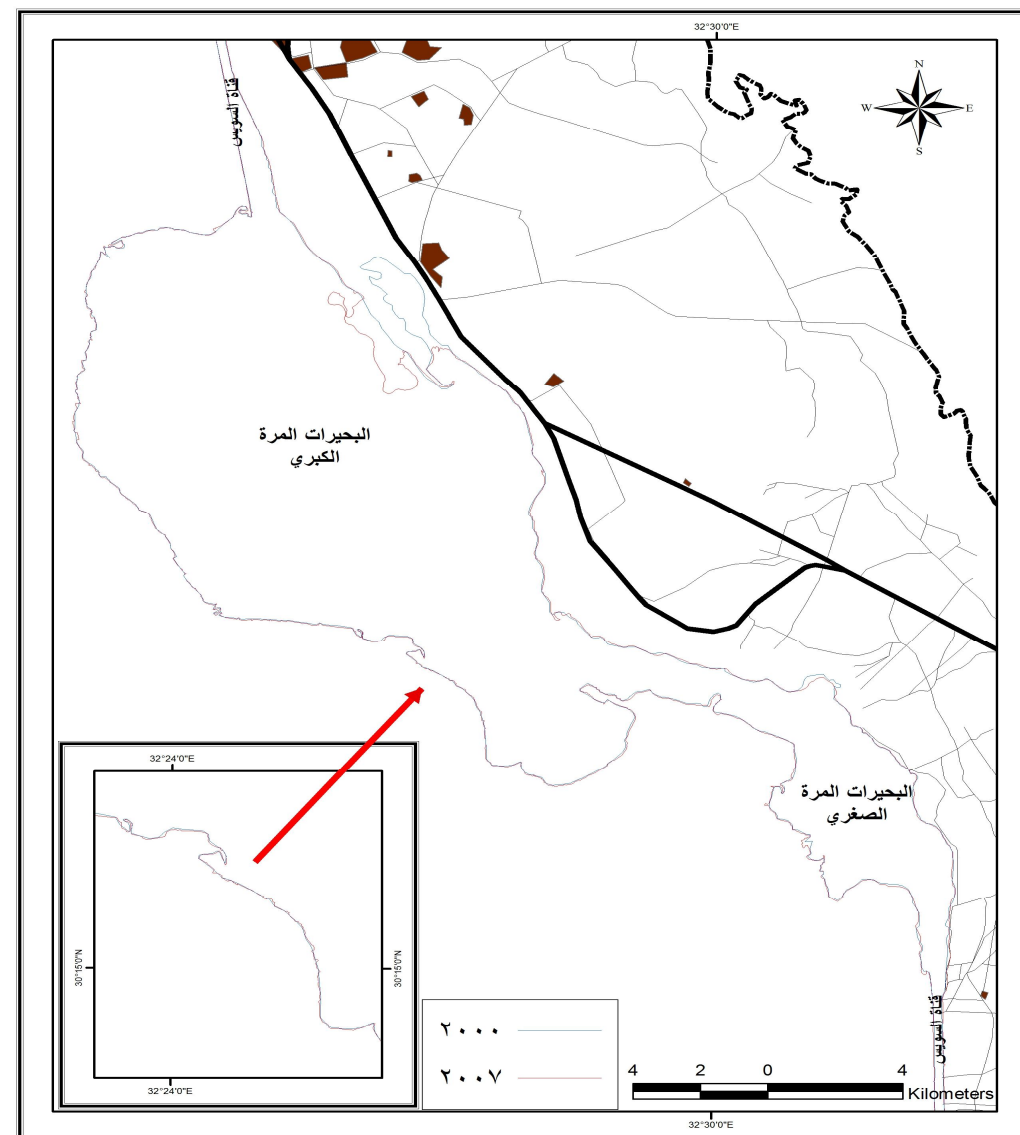 32°30'0"E
قناة السويس
N
W
E
S
البحيرات المرة
الكبري
البحيرات المرة
الصغري
32°24'0"E
30°15'0"N
30°15'0"N
32°24'0"E
قناة السويس
٢٠٠٠
٢٠٠٧
4 2 0 4
Kilometers
32°30'0"E